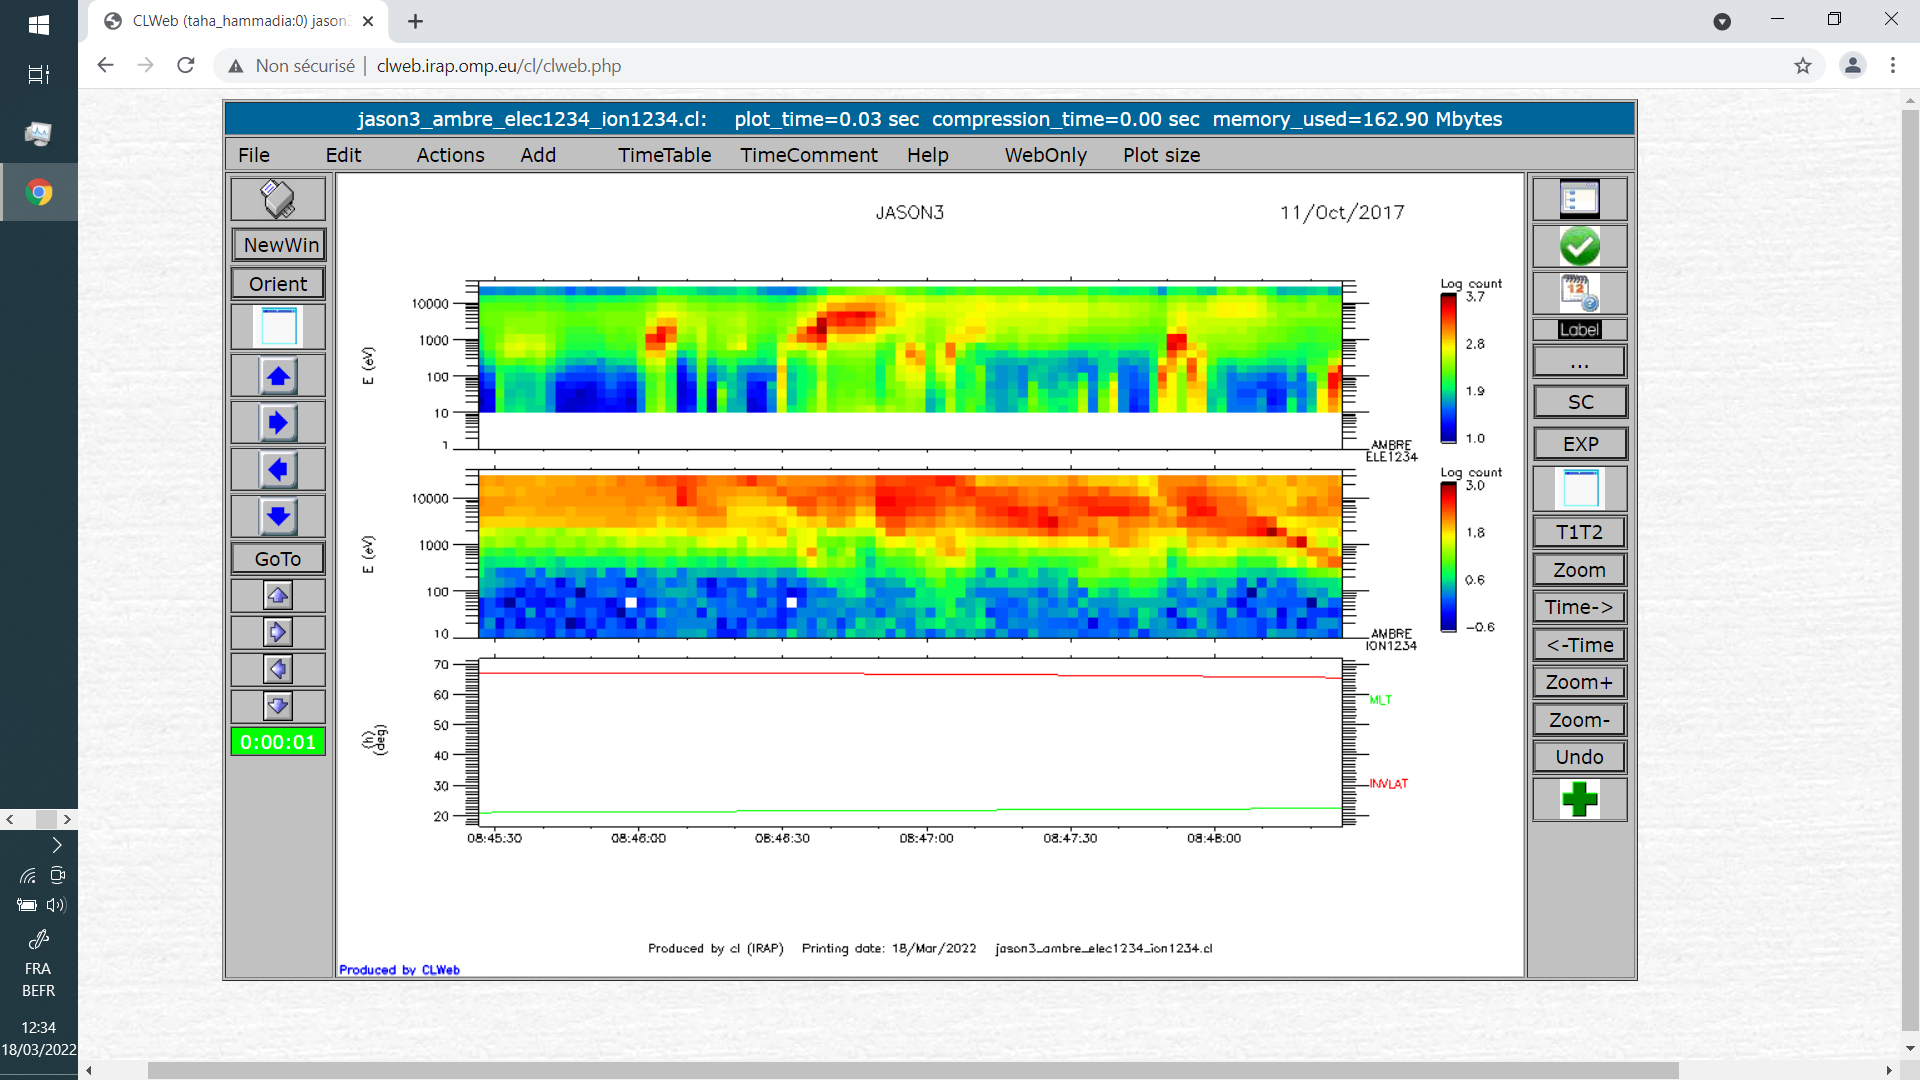 CLWeb (taha_hammadia:0) jason3
Non sécurisé | clweb.irap.omp.eu/cl/clweb.php
jason3_ambre_elec1234_ion1234.cl: plot_time=0.03 sec compression_time=0.00 sec memory_used=162.90 Mbytes
File Edit Actions Add TimeTable TimeComment Help WebOnly Plot size
NewWin
Orient
GoTo
0:00:01
JASON3 11/Oct/2017
10000
1000
100
10
1
E (eV)
AMBRE
ELE1234
Log count
3.7
2.8
1.9
1.0
10000
1000
100
10
E (eV)
AMBRE
ION1234
Log count
3.0
1.8
0.6
-0.6
70
60
50
40
30
20
(h)
(deg)
MLT
INVLAT
08:45:30 08:46:00 08:46:30 08:47:00 08:47:30 08:48:00
Produced by cl (IRAP) Printing date: 18/Mar/2022 jason3_ambre_elec1234_ion1234.cl
Produced by CLWeb
12
Label
...
SC
EXP
T1T2
Zoom
Time->
<-Time
Zoom+
Zoom-
Undo
FRA
BEFR
12:34
18/03/2022